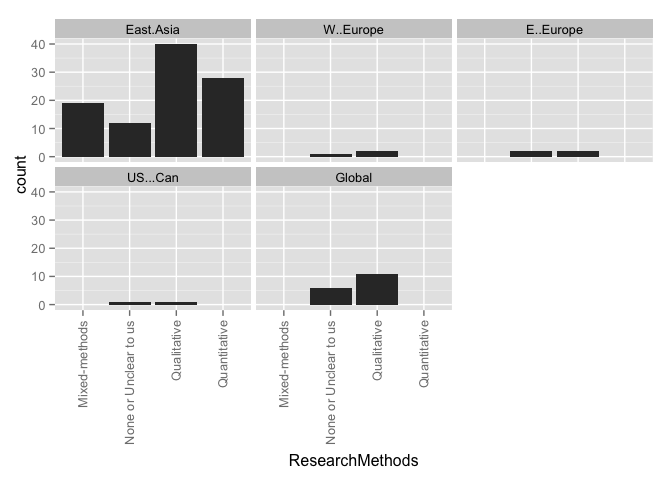 East.Asia
W..Europe
E..Europe
40
30
20
10
0
count
US...Can
Global
40
30
20
10
0
Mixed-methods
None or Unclear to us
Qualitative
Quantitative
Mixed-methods
None or Unclear to us
Qualitative
Quantitative
ResearchMethods